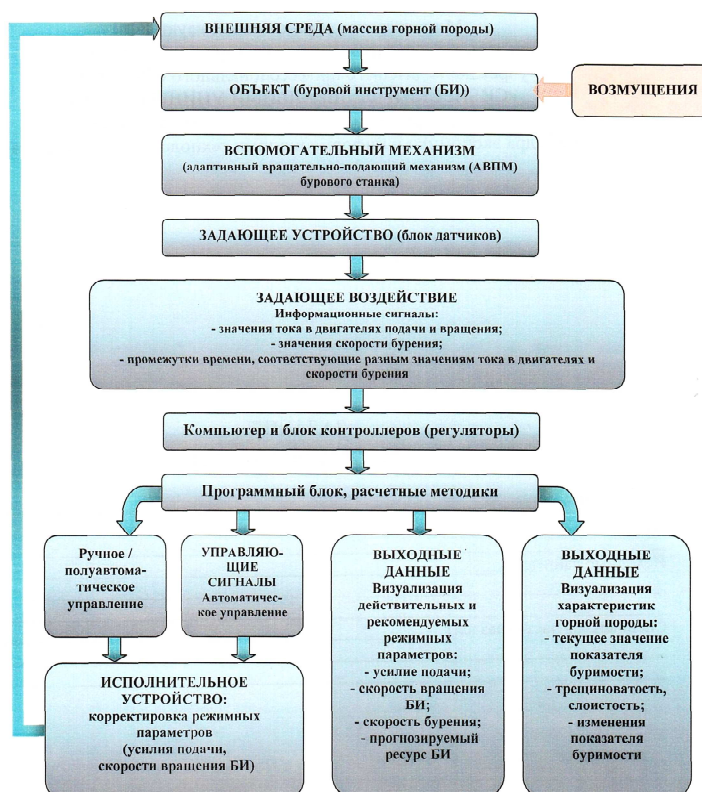 ВНЕШНЯЯ СРЕДА (массив горной породы)
ОБЪЕКТ (буровой инструмент (БИ))
ВОЗМУЩЕНИЯ
ВСПОМОГАТЕЛЬНЫЙ МЕХАНИЗМ
(адаптивный вращательно-подающий механизм (АВПМ)
бурового станка)
ЗАДАЮЩЕЕ УСТРОЙСТВО (блок датчиков)
ЗАДАЮЩЕЕ ВОЗДЕЙСТВИЕ
Информационные сигналы:
- значения тока в двигателях подачи и вращения;
- значения скорости бурения;
- промежутки времени, соответствующие разным значениям тока в двигателях и
скорости бурения
Компьютер и блок контроллеров (регуляторы)
Программный блок, расчетные методики
Ручное /
полуавтома-
тическое
управление
УПРАВЛЯЮ-
ЩИЕ
СИГНАЛЫ
Автоматичес-
кое управление
ИСПОЛНИТЕЛЬНОЕ
УСТРОЙСТВО:
корректировка режимных
параметров
(усилия подачи,
скорости вращения БИ)
ВЫХОДНЫЕ
ДАННЫЕ
Визуализация
действительных и
рекомендуемых
режимных
параметров:
- усилие подачи;
- скорость вращения
БИ;
- скорость бурения;
- прогнозируемый
ресурс БИ
ВЫХОДНЫЕ
ДАННЫЕ
Визуализация
характеристик
горной породы:
- текущее значение
показателя
буримости;
- трещиноватость,
слоистость;
- изменения
показателя
буримости